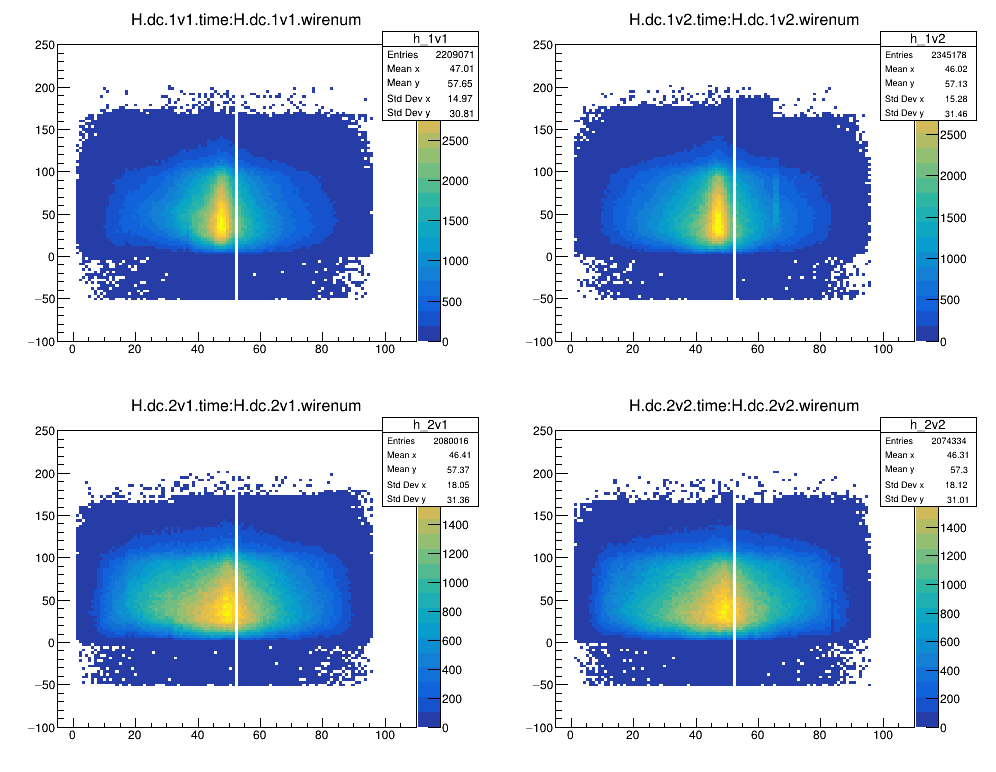 H.dc.1v1.time:H.dc.1v1.wirenum
h_1v1
Entries 2209071
Mean x 47.01
Mean y 57.65
Std Dev x 14.97
Std Dev y 30.81
250
200
150
100
50
0
−50
−100
0 20 40 60 80 100
2500
2000
1500
1000
500
0
H.dc.1v2.time:H.dc.1v2.wirenum
h_1v2
Entries 2345178
Mean x 46.02
Mean y 57.13
Std Dev x 15.28
Std Dev y 31.46
250
200
150
100
50
0
−50
−100
0 20 40 60 80 100
2500
2000
1500
1000
500
0
H.dc.2v1.time:H.dc.2v1.wirenum
h_2v1
Entries 2080016
Mean x 46.41
Mean y 57.37
Std Dev x 18.05
Std Dev y 31.36
250
200
150
100
50
0
−50
−100
0 20 40 60 80 100
1400
1200
1000
800
600
400
200
0
H.dc.2v2.time:H.dc.2v2.wirenum
h_2v2
Entries 2074334
Mean x 46.31
Mean y 57.3
Std Dev x 18.12
Std Dev y 31.01
250
200
150
100
50
0
−50
−100
0 20 40 60 80 100
1400
1200
1000
800
600
400
200
0